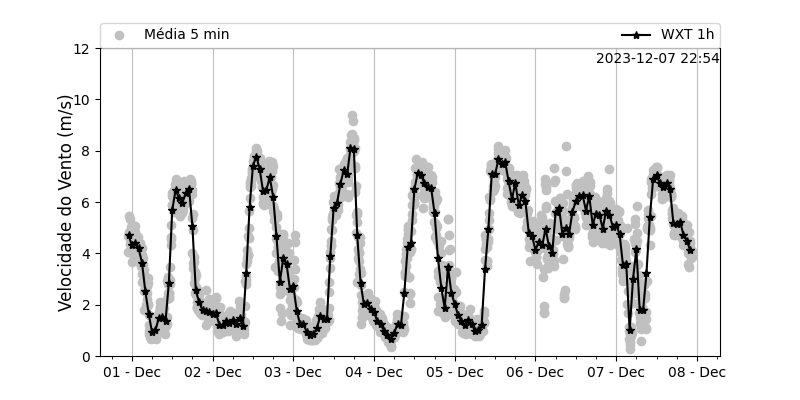 Média 5 min
WXT 1h
2023-12-07 22:54
Velocidade do Vento (m/s)
12
10
8
6
4
2
0
01 - Dec
02 - Dec
03 - Dec
04 - Dec
05 - Dec
06 - Dec
07 - Dec
08 - Dec